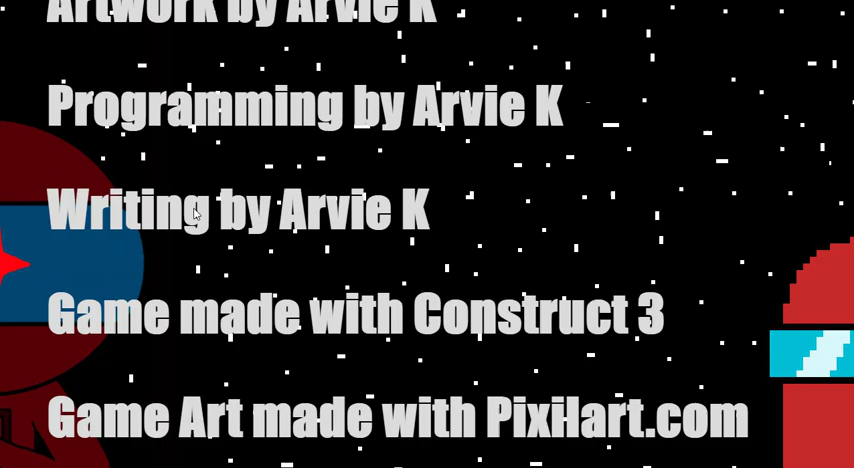 Artwork by Arvie K
Programming by Arvie K
Writing by Arvie K
Game made with Construct 3
Game Art made with Pixilart.com